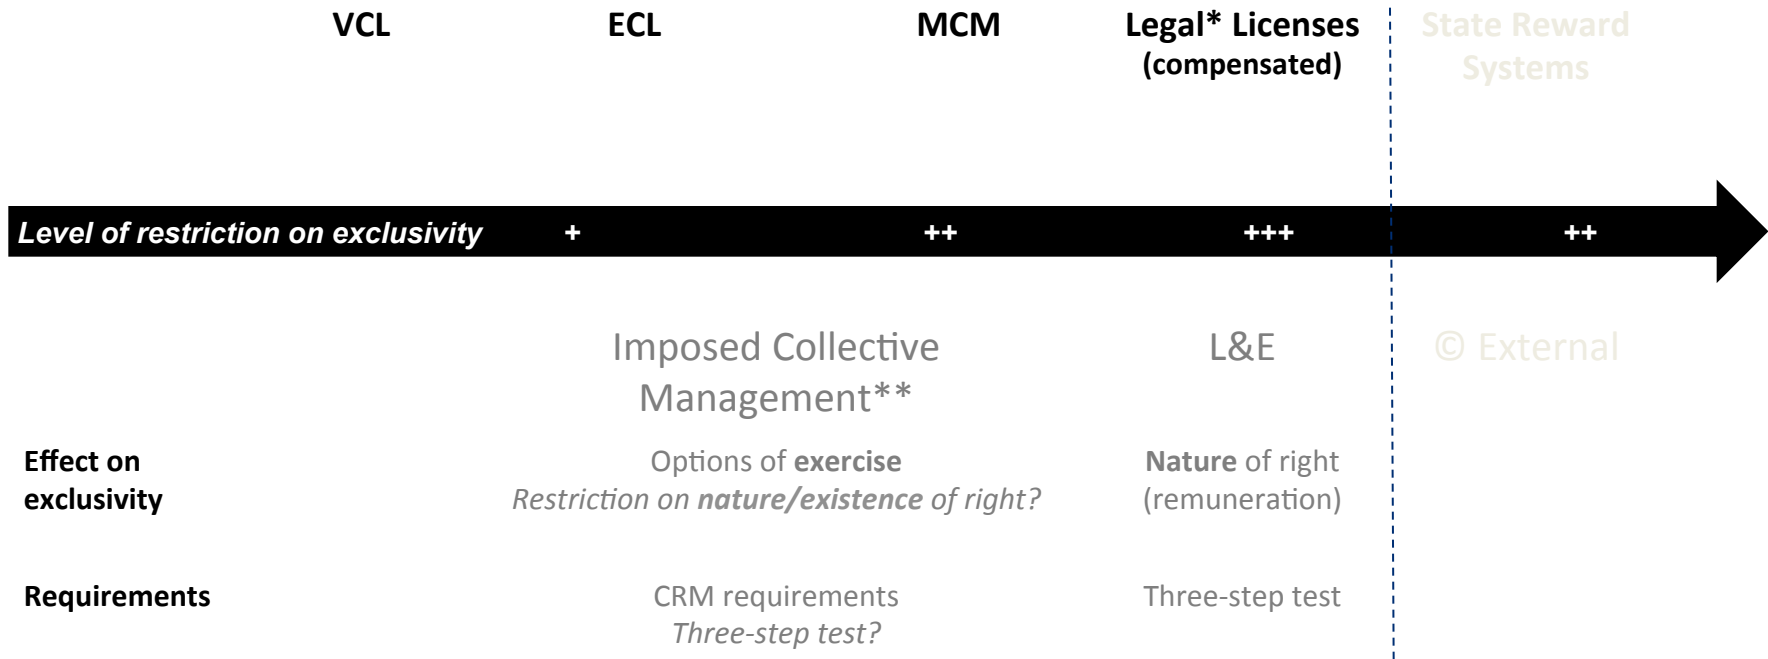 VCL ECL MCM Legal* Licenses State Reward
(compensated) Systems
Level of restriction on exclusivity + ++ +++ ++
Imposed Collective L&E © External
Management**
Effect on Options of exercise Nature of right
exclusivity Restriction on nature/existence of right? (remuneration)
Requirements CRM requirements Three-step test
Three-step test?